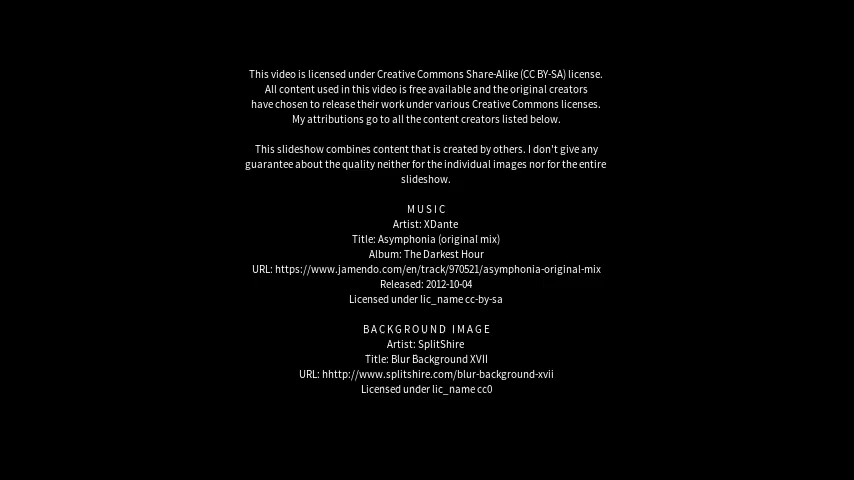 This video is licensed under Creative Commons Share-Alike (CC BY-SA) license.
All content used in this video is free available and the original creators
have chosen to release their work under various Creative Commons licenses.
My attributions go to all the content creators listed below.
This slideshow combines content that is created by others. I don't give any
guarantee about the quality neither for the individual images nor for the entire
slideshow.
MUSIC
Artist: XDante
Title: Asymphonia (original mix)
Album: The Darkest Hour
URL: https://www.jamendo.com/en/track/970521/asymphonia-original-mix
Released: 2012-10-04
Licensed under lic_name cc-by-sa
BACKGROUND IMAGE
Artist: SplitShire
Title: Blur Background XVII
URL: hhttp://www.splitshire.com/blur-background-xvii
Licensed under lic_name cc0